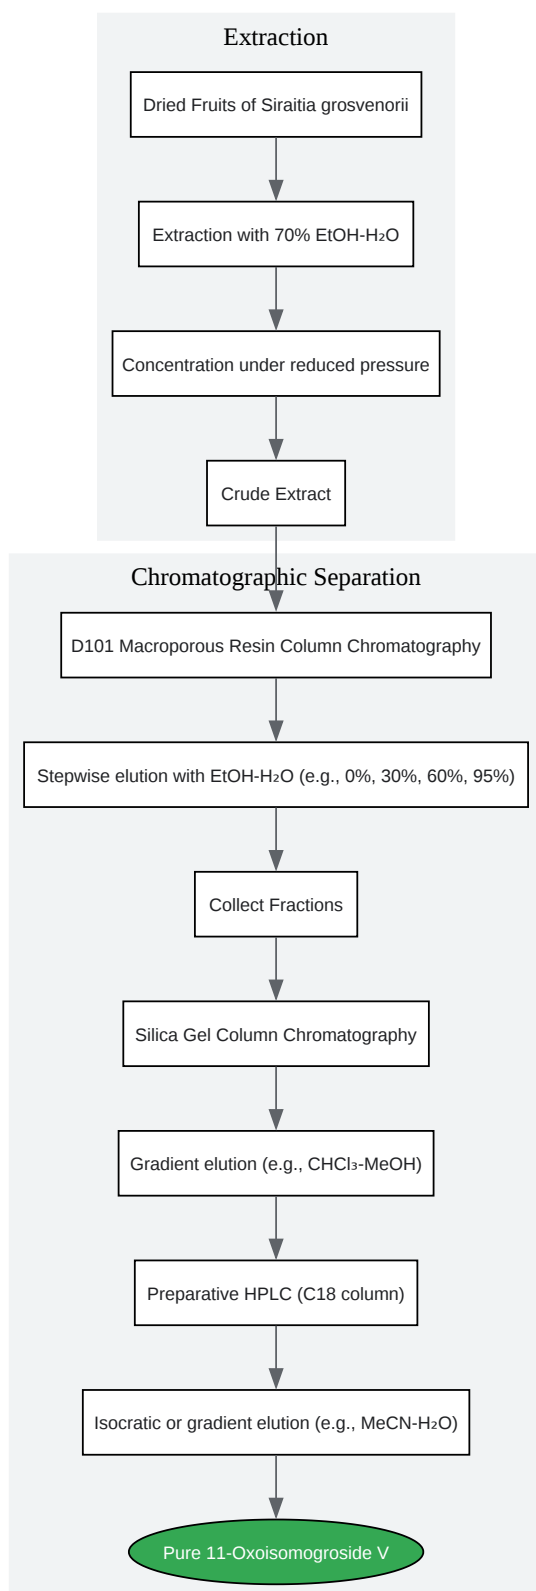 Extraction
Dried Fruits of Siraitia grosvenorii
Extraction with 70% EtOH-H₂O
Concentration under reduced pressure
Crude Extract
Chromatographic Separation
D101 Macroporous Resin Column Chromatography
Stepwise elution with EtOH-H₂O (e.g., 0%, 30%, 60%, 95%)
Collect Fractions
Silica Gel Column Chromatography
Gradient elution (e.g., CHCl₃-MeOH)
Preparative HPLC (C18 column)
Isocratic or gradient elution (e.g., MeCN-H₂O)
Pure 11-Oxoisomogroside V